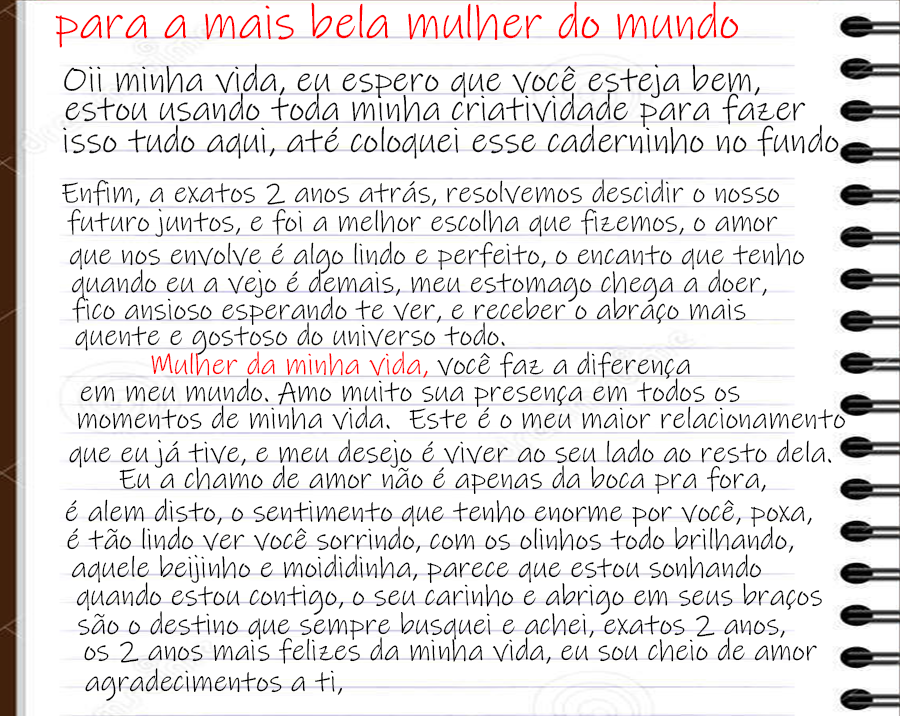 para a mais bela mulher do mundo
Oii minha vida, eu espero que você esteja bem,
estou usando toda minha criatividade para fazer
isso tudo aqui, até coloquei esse caderninho no fundo
Enfim, a exatos 2 anos atrás, resolvemos descidir o nosso
futuro juntos, e foi a melhor escolha que fizemos, o amor
que nos envolve é algo lindo e perfeito, o encanto que tenho
quando eu a vejo é demais, meu estomago chega a doer,
fico ansioso esperando te ver, e receber o abraço mais
quente e gostoso do universo todo.
Mulher da minha vida, você faz a diferença
em meu mundo. Amo muito sua presença em todos os
momentos de minha vida. Este é o meu maior relacionamento
que eu já tive, e meu desejo é viver ao seu lado ao resto dela.
Eu a chamo de amor não é apenas da boca pra fora,
é alem disto, o sentimento que tenho enorme por você, poxa,
é tão lindo ver você sorrindo, com os olinhos todo brilhando,
aquele beijinho e moididinha, parece que estou sonhando
quando estou contigo, o seu carinho e abrigo em seus braços
são o destino que sempre busquei e achei, exatos 2 anos,
os 2 anos mais felizes da minha vida, eu sou cheio de amor
agradecimentos a ti,